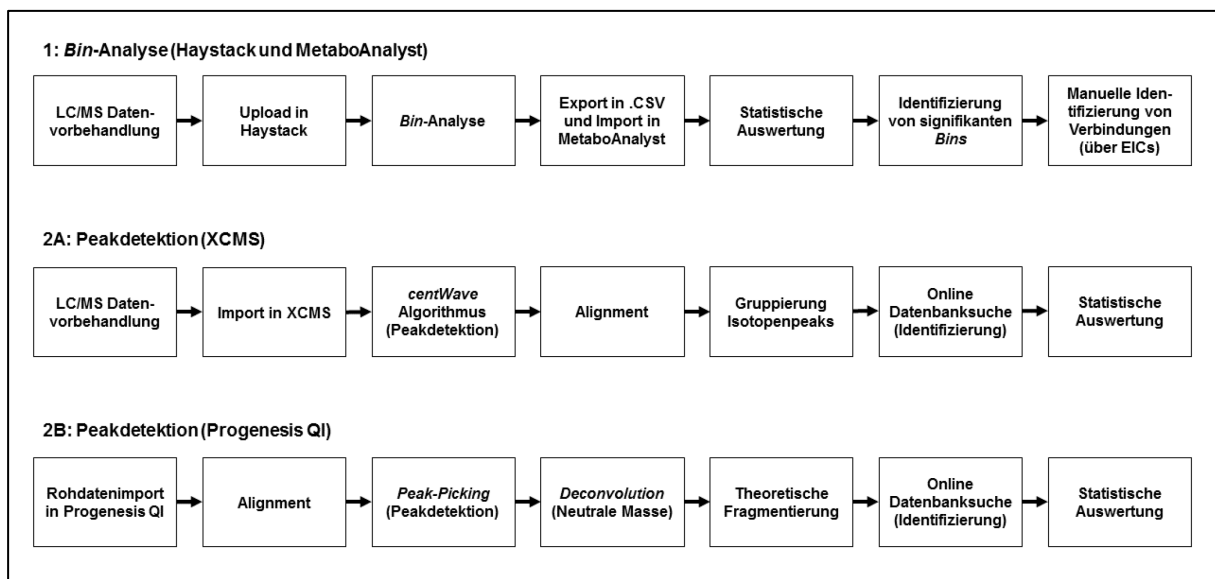 1: Bin-Analyse (Haystack und MetaboAnalyst)
LC/MS Daten-
vorbehandlung
Upload in
Haystack
Bin-Analyse
Export in .CSV
und Import in
MetaboAnalyst
Statistische
Auswertung
Identifizierung
von signifikanten
Bins
Manuelle Iden-
tifizierung von
Verbindungen
(über EICs)
2A: Peakdetektion (XCMS)
LC/MS Daten-
vorbehandlung
Import in XCMS
centWave
Algorithmus
(Peakdetektion)
Alignment
Gruppierung
Isotopenpeaks
Online
Datenbanksuche
(Identifizierung)
Statistische
Auswertung
2B: Peakdetektion (Progenesis QI)
Rohdatenimport
in Progenesis QI
Alignment
Peak-Picking
(Peakdetektion)
Deconvolution
(Neutrale Masse)
Theoretische
Fragmentierung
Online
Datenbanksuche
(Identifizierung)
Statistische
Auswertung